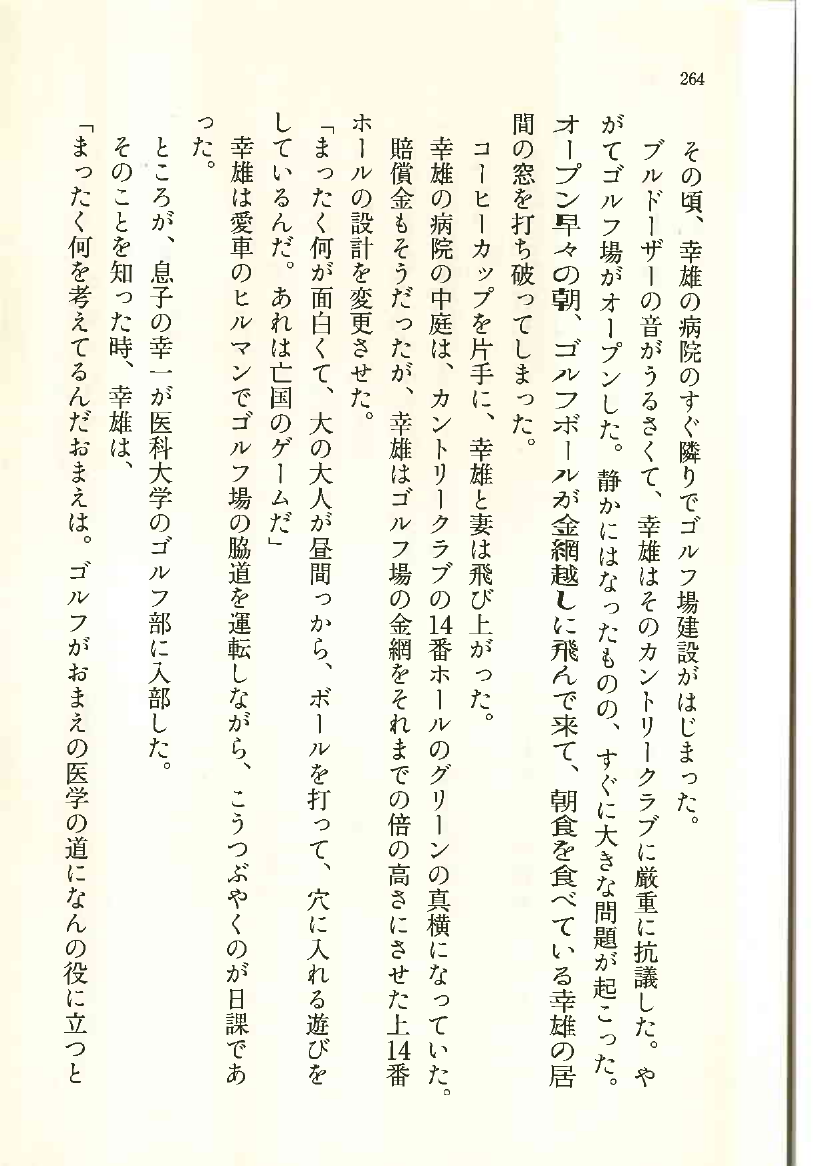 264
その頃、幸雄の病院のすぐ隣りでゴルフ場建設がはじまった。
ブルドーザーの音がうるさくて、幸雄はそのカントリークラブに厳重に抗議した。や
がてゴルフ場がオープンした。静かにはなったものの、すぐに大きな問題が起こった。
オープン早々の朝、ゴルフボールが金網越しに飛んで来て、朝食を食べている幸雄の居
間の窓を打ち破ってしまった。
コーヒーカップを片手に、幸雄と妻は飛び上がった。
幸雄の病院の中庭は、カントリークラブの14番ホールのグリーンの真横になっていた。
賠償金もそうだったが、幸雄はゴルフ場の金網をそれまでの倍の高さにさせた上14番
ホールの設計を変更させた。
「まったく何が面白くて、大の大人が昼間っから、ボールを打って、穴に入れる遊びを
しているんだ。あれは亡国のゲームだ」
幸雄は愛車のヒルマンでゴルフ場の脇道を運転しながら、こうつぶやくのが日課であ
った。
ところが、息子の幸一が医科大学のゴルフ部に入部した。
そのことを知った時、幸雄は、
「まったく何を考えてるんだおまえは。ゴルフがおまえの医学の道になんの役に立つと